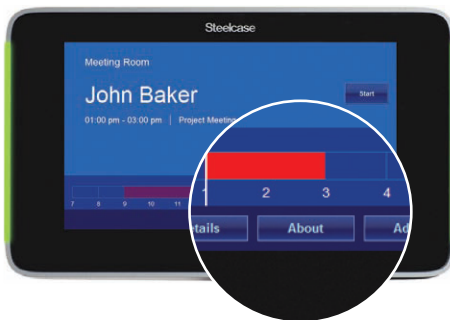 Steelcase
Meeting Room
John Baker
Start
01:00 pm - 03:00 pm | Project Meeting
7 8 9 10 11 1 2 3 4
tails About Ad